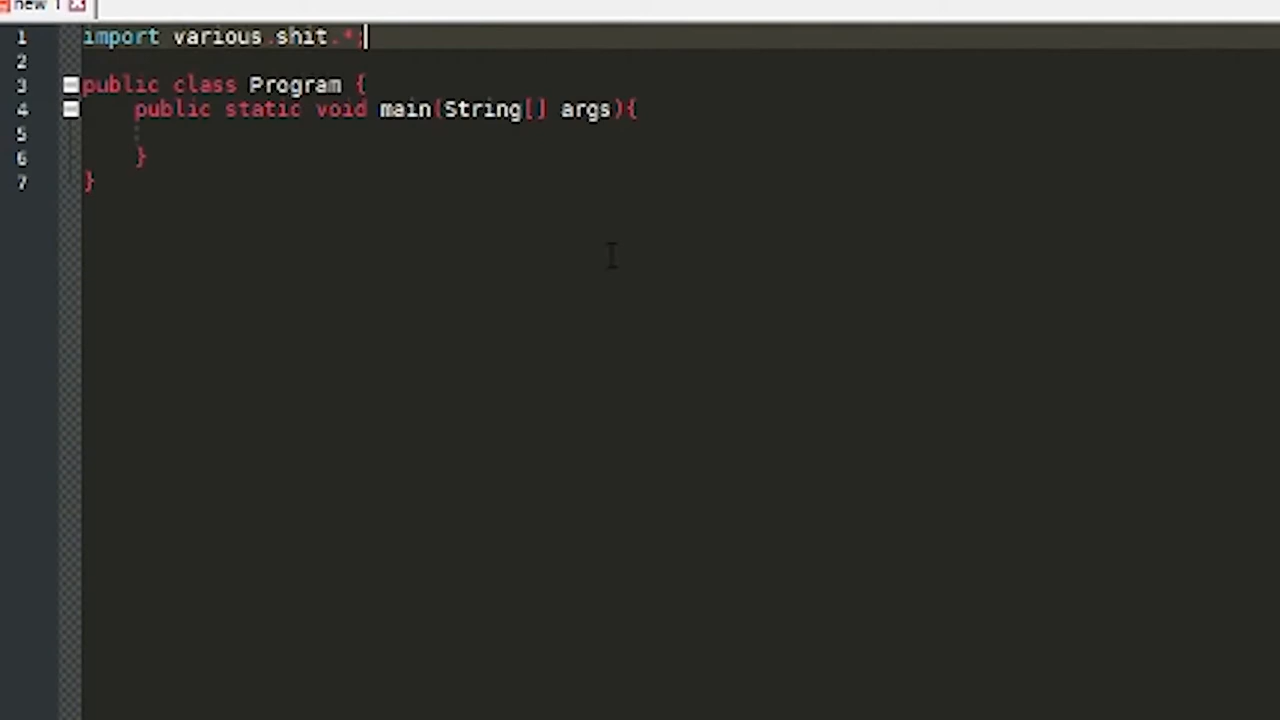 new 1
1 import various.shit.*;
2
3 public class Program {
4     public static void main(String[] args){
5
6     }
7 }